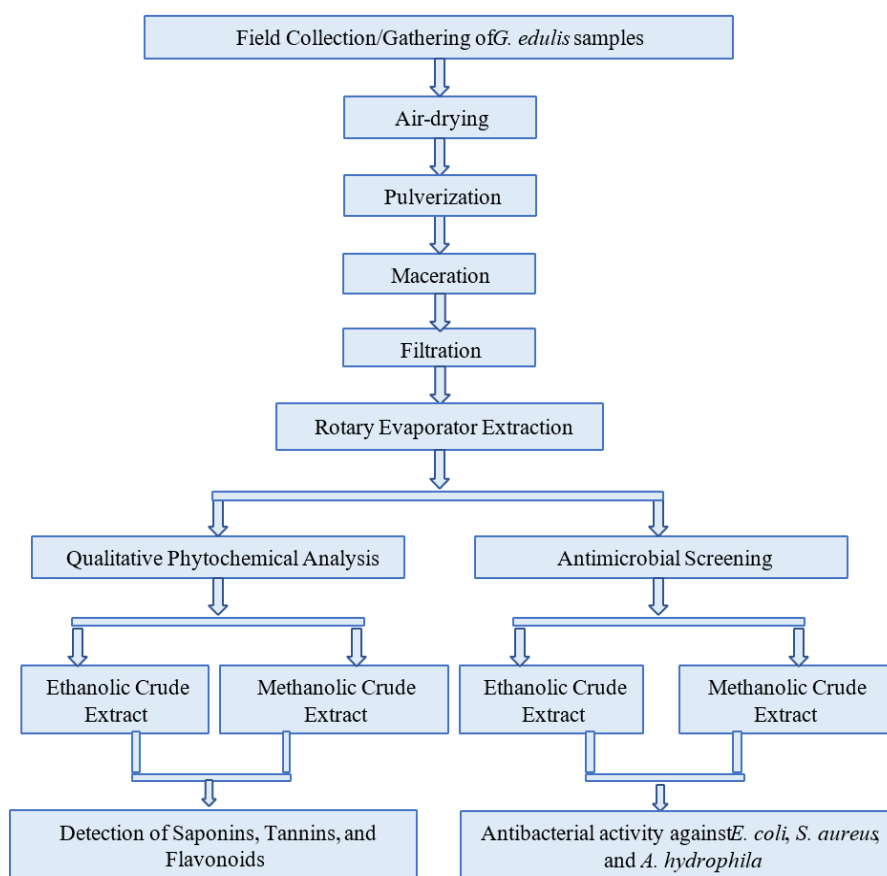 Field Collection/Gathering of G. edulis samples
Air-drying
Pulverization
Maceration
Filtration
Rotary Evaporator Extraction
Qualitative Phytochemical Analysis
Antimicrobial Screening
Ethanolic Crude
Extract
Methanolic Crude
Extract
Ethanolic Crude
Extract
Methanolic Crude
Extract
Detection of Saponins, Tannins, and
Flavonoids
Antibacterial activity against E. coli, S. aureus,
and A. hydrophila